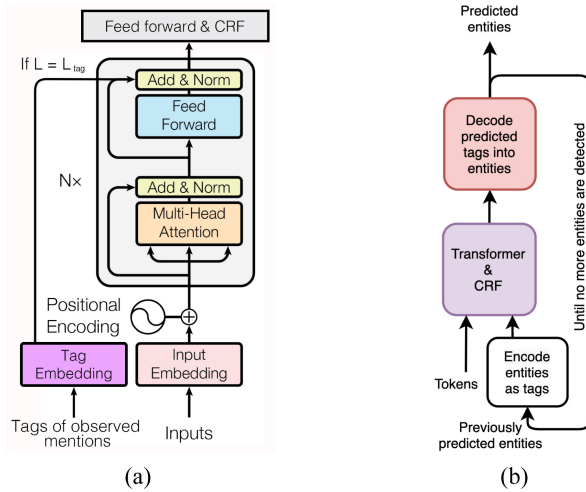 Feed forward & CRF
If L = L tag
Add & Norm
Feed
Forward
N×
Add & Norm
Multi-Head
Attention
Positional
Encoding
Tag
Embedding
Input
Embedding
Tags of observed
mentions
Inputs
(a)
Predicted
entities
Decode
predicted
tags into
entities
Until no more entities are detected
Transformer
&
CRF
Tokens
Encode
entities
as tags
Previously
predicted entities
(b)